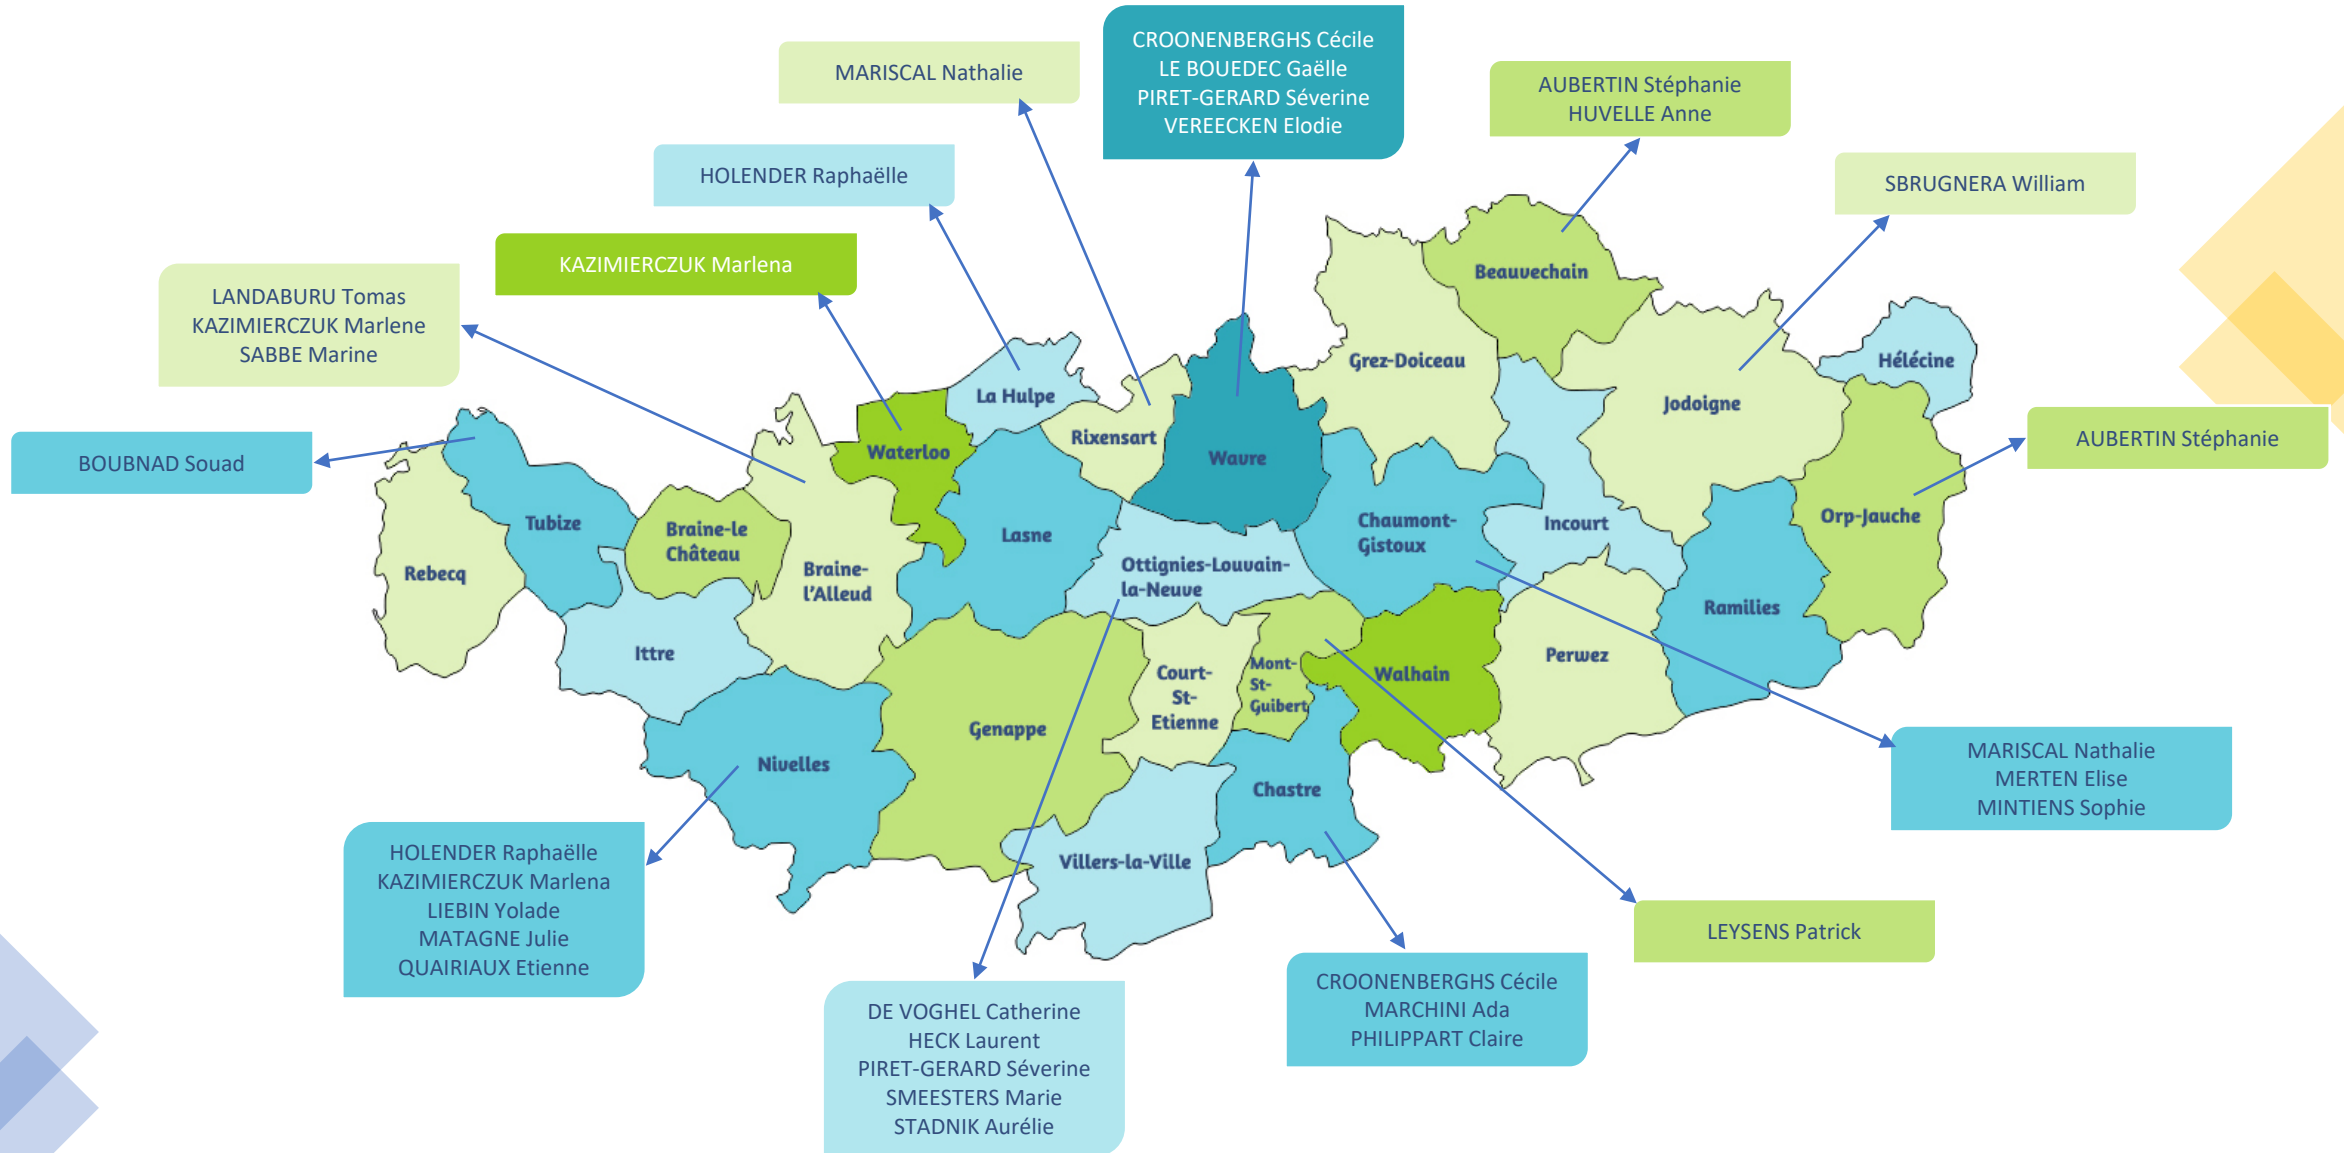 CROONENBERGHS Cécile
LE BOUEDEC Gaëlle
PIRET-GERARD Séverine
VEREECKEN Elodie
MARISCAL Nathalie
AUBERTIN Stéphanie
HUVELLE Anne
HOLENDER Raphaëlle
SBRUGNERA William
KAZIMIERCZUK Marlena
LANDABURU Tomas
KAZIMIERCZUK Marlene
SABBE Marine
BOUBNAD Souad
AUBERTIN Stéphanie
Beauvechain
Grez-Doiceau
Hélécine
La Hulpe
Jodoigne
Rixensart
Waterloo
Wavre
Tubize
Braine-le
Château
Lasne
Chaumont-
Gistoux
Incourt
Orp-Jauche
Rebecq
Braine-
l'Alleud
Ottignies-Louvain-
la-Neuve
Ramilies
Ittre
Court-
St-
Etienne
Mont-
St-
Guibert
Walhain
Perwez
Genappe
Nivelles
Chastre
Villers-la-Ville
MARISCAL Nathalie
MERTEN Elise
MINTIENS Sophie
HOLENDER Raphaëlle
KAZIMIERCZUK Marlena
LIEBIN Yolade
MATAGNE Julie
QUAIRIAUX Etienne
LEYSENS Patrick
CROONENBERGHS Cécile
MARCHINI Ada
PHILIPPART Claire
DE VOGHEL Catherine
HECK Laurent
PIRET-GERARD Séverine
SMEESTERS Marie
STADNIK Aurélie